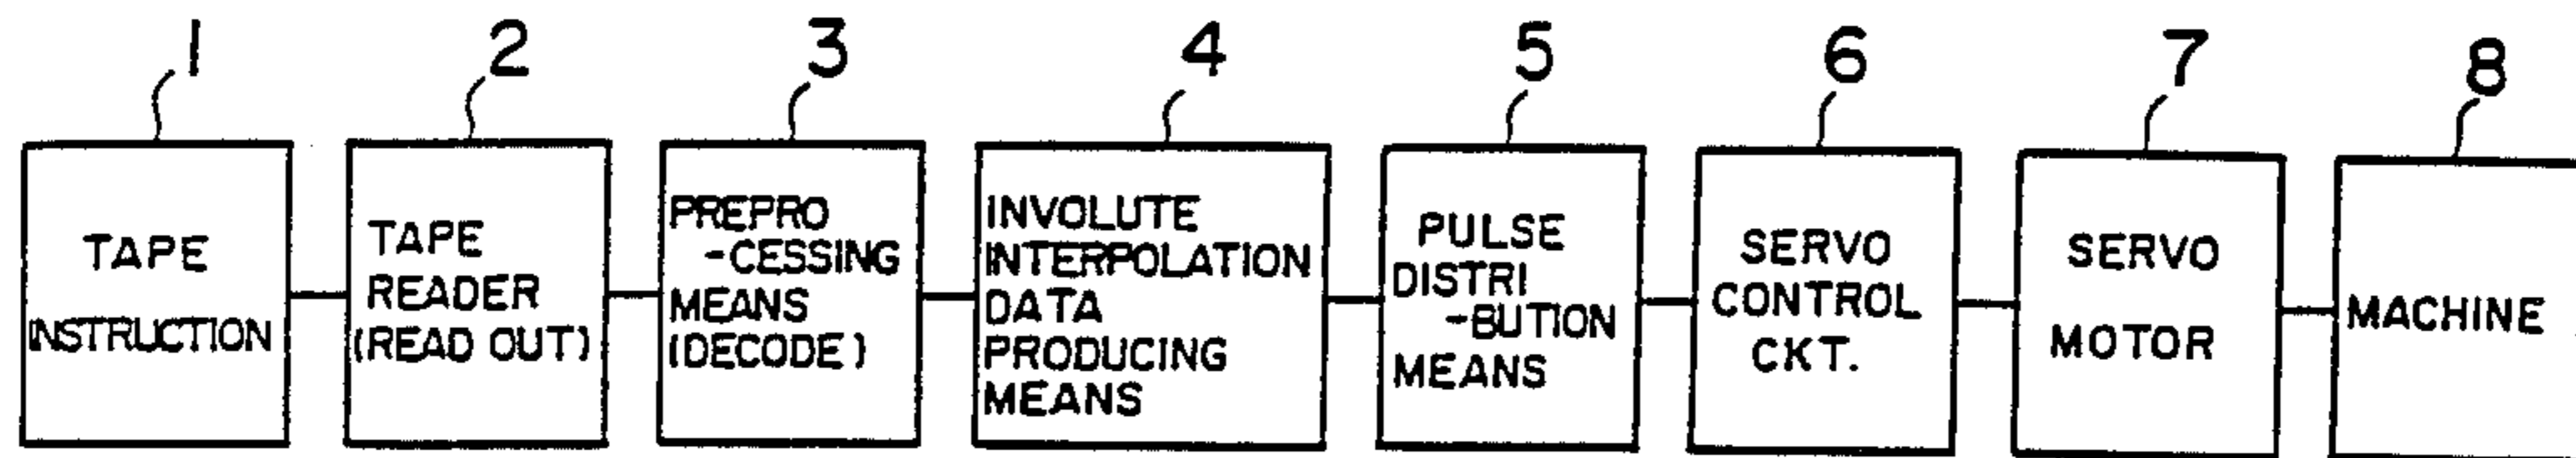 1
2
3
4
5
6
7
8
TAPE
INSTRUCTION
TAPE
READER
(READ OUT)
PREPRO
-CESSING
MEANS
(DECODE)
INVOLUTE
INTERPOLATION
DATA
PRODUCING
MEANS
PULSE
DISTRI
-BUTION
MEANS
SERVO
CONTROL
CKT.
SERVO
MOTOR
MACHINE